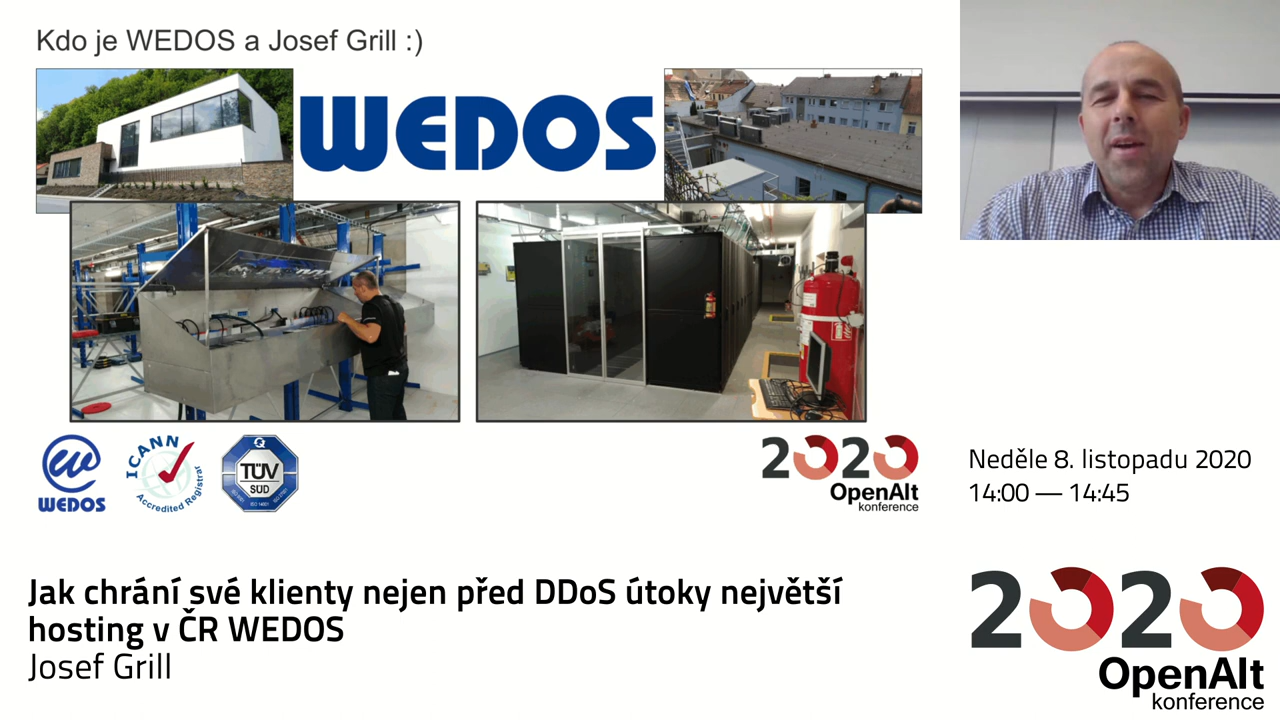 Kdo je WEDOS a Josef Grill :)
WEDOS
WEDOS
ICANN
Accredited Registrar
Q
TÜV
SÜD
2020
OpenAlt
konference
Neděle 8. listopadu 2020
14:00 — 14:45
Jak chrání své klienty nejen před DDoS útoky největší
hosting v ČR WEDOS
Josef Grill
2020
OpenAlt
konference